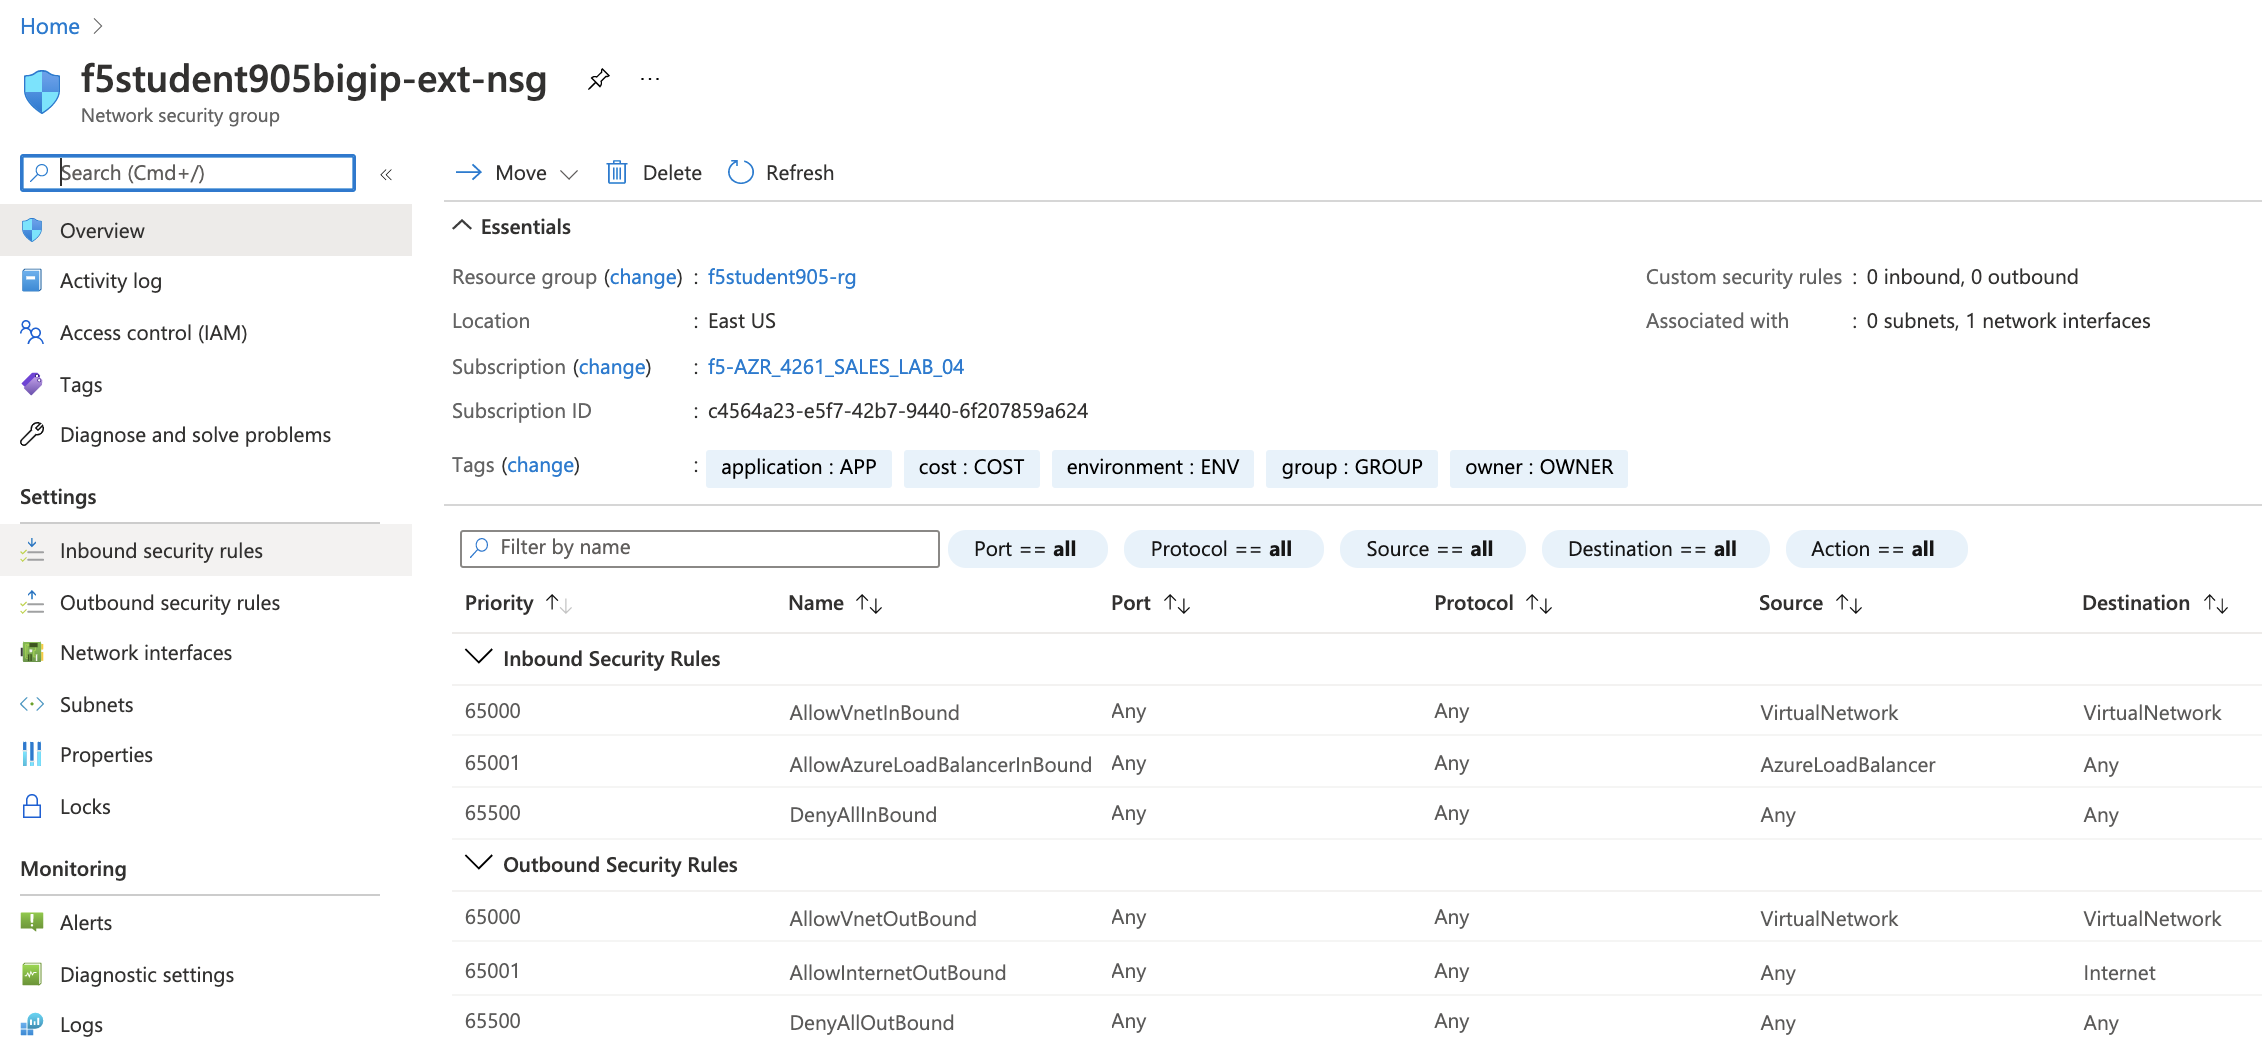 Home
f5student905bigip-ext-nsg
Network security group
Search (Cmd+/)
Overview
Activity log
Access control (IAM)
Tags
Diagnose and solve problems
Settings
Inbound security rules
Outbound security rules
Network interfaces
Subnets
Properties
Locks
Monitoring
Alerts
Diagnostic settings
Logs
Move Delete Refresh
Essentials
Resource group (change) : f5student905-rg
Location : East US
Subscription (change) : f5-AZR_4261_SALES_LAB_04
Subscription ID : c4564a23-e5f7-42b7-9440-6f207859a624
Custom security rules : 0 inbound, 0 outbound
Associated with : 0 subnets, 1 network interfaces
Tags (change) : application : APP cost : COST environment : ENV group : GROUP owner : OWNER
Filter by name Port == all Protocol == all Source == all Destination == all Action == all
Priority Name Port Protocol Source Destination
Inbound Security Rules
65000 AllowVnetInBound Any Any VirtualNetwork VirtualNetwork
65001 AllowAzureLoadBalancerInBound Any Any AzureLoadBalancer Any
65500 DenyAllInBound Any Any Any Any
Outbound Security Rules
65000 AllowVnetOutBound Any Any VirtualNetwork VirtualNetwork
65001 AllowInternetOutBound Any Any Any Internet
65500 DenyAllOutBound Any Any Any Any